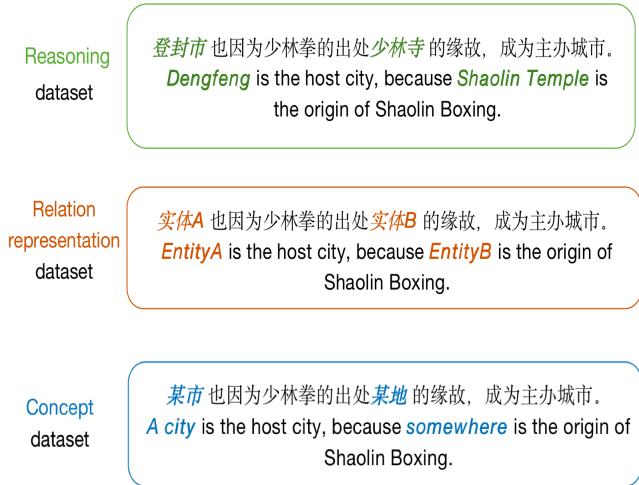 Reasoning
dataset
登封市 也因为少林拳的出处少林寺 的缘故，成为主办城市。
Dengfeng is the host city, because Shaolin Temple is
the origin of Shaolin Boxing.
Relation
representation
dataset
实体A 也因为少林拳的出处实体B 的缘故，成为主办城市。
EntityA is the host city, because EntityB is the origin of
Shaolin Boxing.
Concept
dataset
某市 也因为少林拳的出处某地 的缘故，成为主办城市。
A city is the host city, because somewhere is the origin of
Shaolin Boxing.